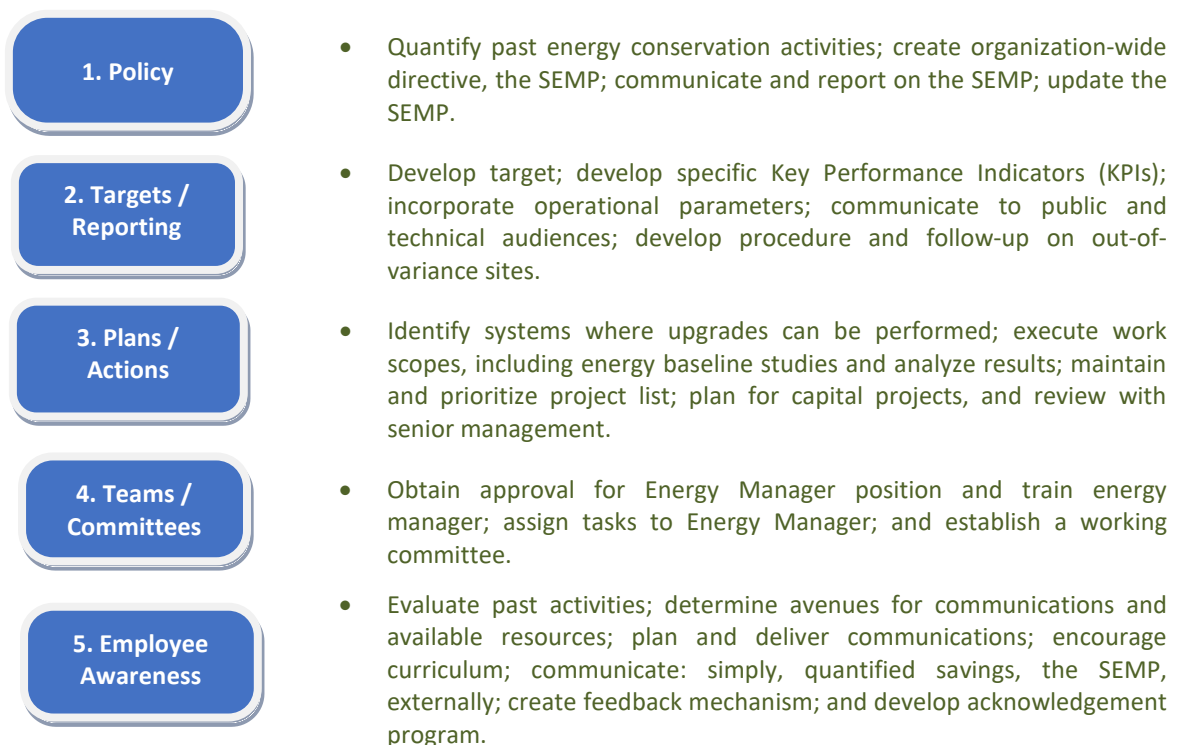 1. Policy
• Quantify past energy conservation activities; create organization-wide
directive, the SEMP; communicate and report on the SEMP; update the
SEMP.
2. Targets /
Reporting
• Develop target; develop specific Key Performance Indicators (KPIs);
incorporate operational parameters; communicate to public and
technical audiences; develop procedure and follow-up on out-of-
variance sites.
3. Plans /
Actions
• Identify systems where upgrades can be performed; execute work
scopes, including energy baseline studies and analyze results; maintain
and prioritize project list; plan for capital projects, and review with
senior management.
4. Teams /
Committees
• Obtain approval for Energy Manager position and train energy
manager; assign tasks to Energy Manager; and establish a working
committee.
5. Employee
Awareness
• Evaluate past activities; determine avenues for communications and
available resources; plan and deliver communications; encourage
curriculum; communicate: simply, quantified savings, the SEMP,
externally; create feedback mechanism; and develop acknowledgement
program.